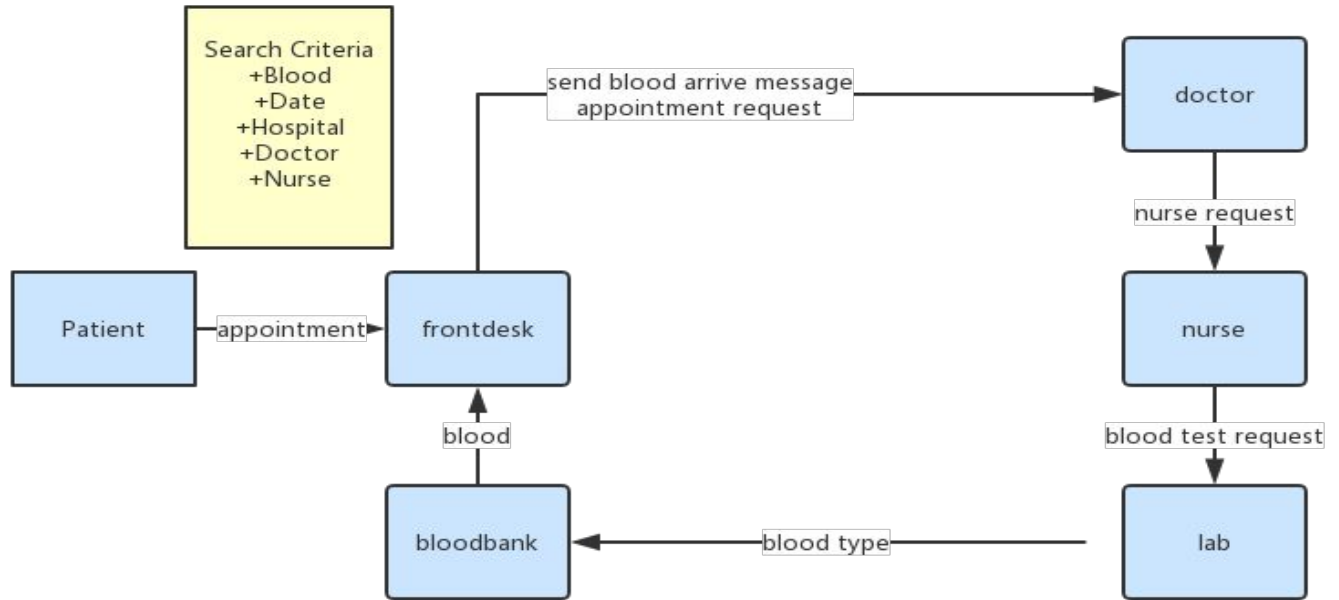 Search Criteria
+Blood
+Date
+Hospital
+Doctor
+Nurse
send blood arrive message
appointment request
doctor
nurse request
Patient
appointment
frontdesk
nurse
blood
blood test request
bloodbank
blood type
lab